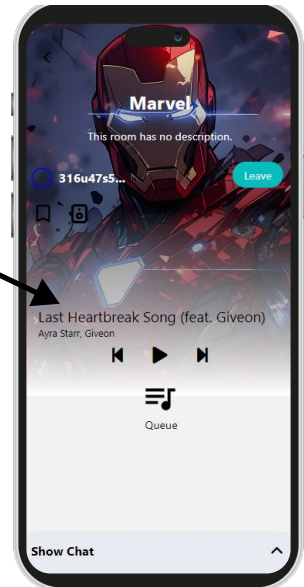 Marvel
This room has no description.
316u47s5...
Leave
Last Heartbreak Song (feat. Giveon)
Ayra Starr, Giveon
Queue
Show Chat